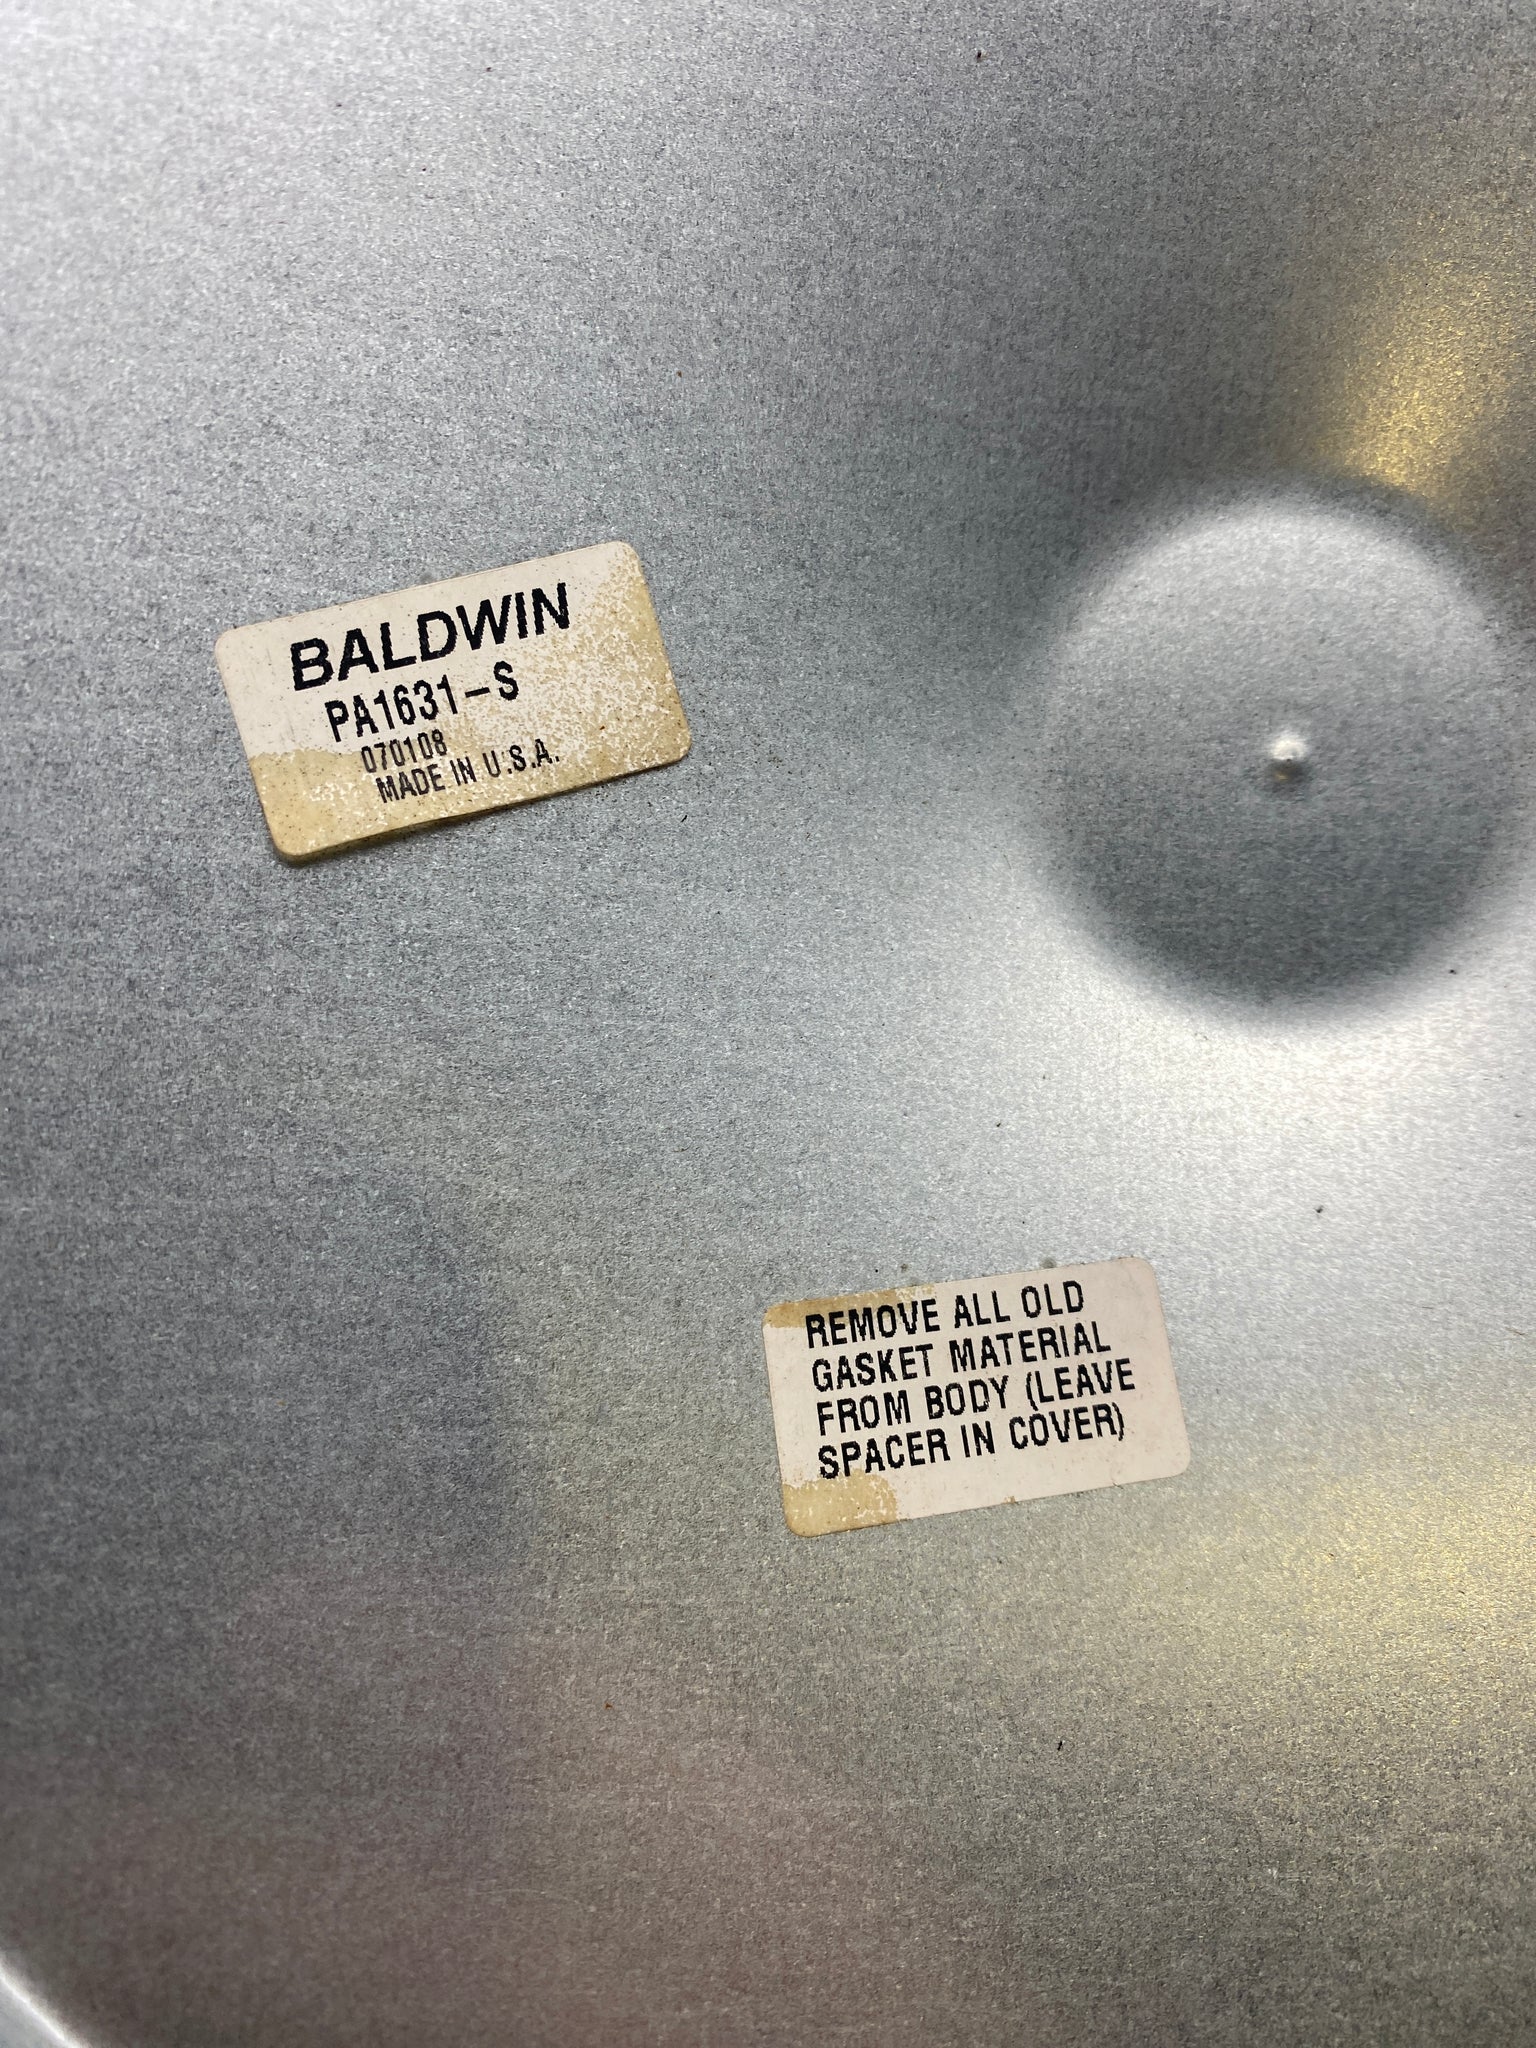 BALDWIN
PA1631-S
070108
MADE IN U.S.A.
REMOVE ALL OLD
GASKET MATERIAL
FROM BODY (LEAVE
SPACER IN COVER)